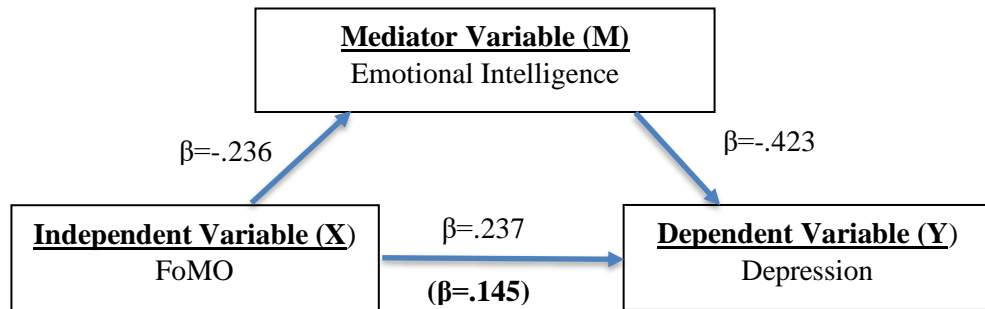 Mediator Variable (M)
Emotional Intelligence
β=-.236
β=-.423
Independent Variable (X)
FoMO
β=.237
(β=.145)
Dependent Variable (Y)
Depression